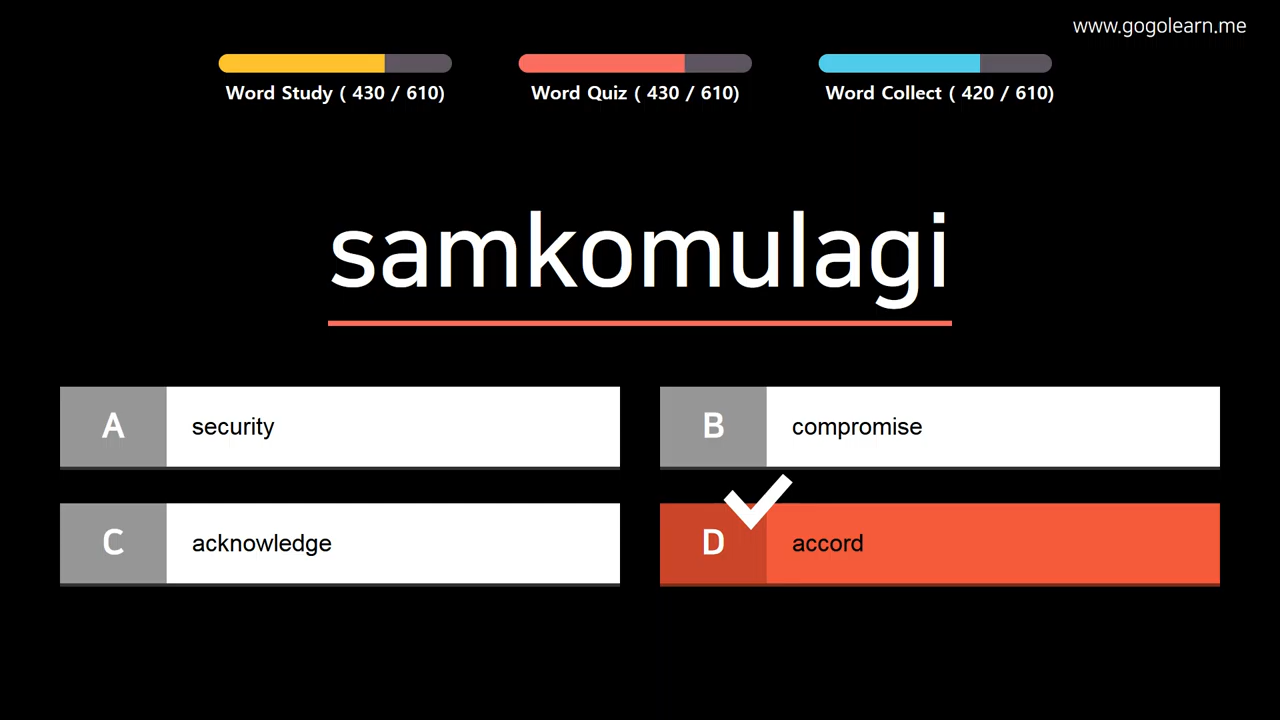 www.gogolearn.me
Word Study ( 430 / 610)
Word Quiz ( 430 / 610)
Word Collect ( 420 / 610)
samkomulagi
A security
B compromise
C acknowledge
D accord